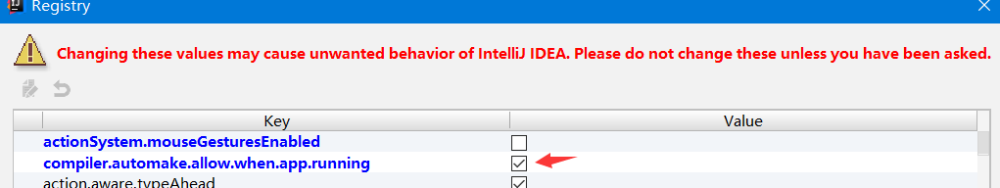 Registry
Changing these values may cause unwanted behavior of IntelliJ IDEA. Please do not change these unless you have been asked.
Key Value
actionSystem.mouseGesturesEnabled
compiler.automake.allow.when.app.running
action.aware.typeAhead